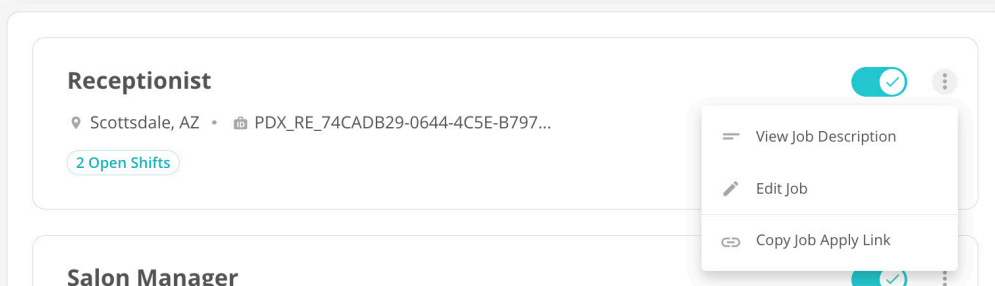 Receptionist
Scottsdale, AZ • PDX_RE_74CADB29-0644-4C5E-B797...
2 Open Shifts
View Job Description
Edit Job
Copy Job Apply Link
Salon Manager